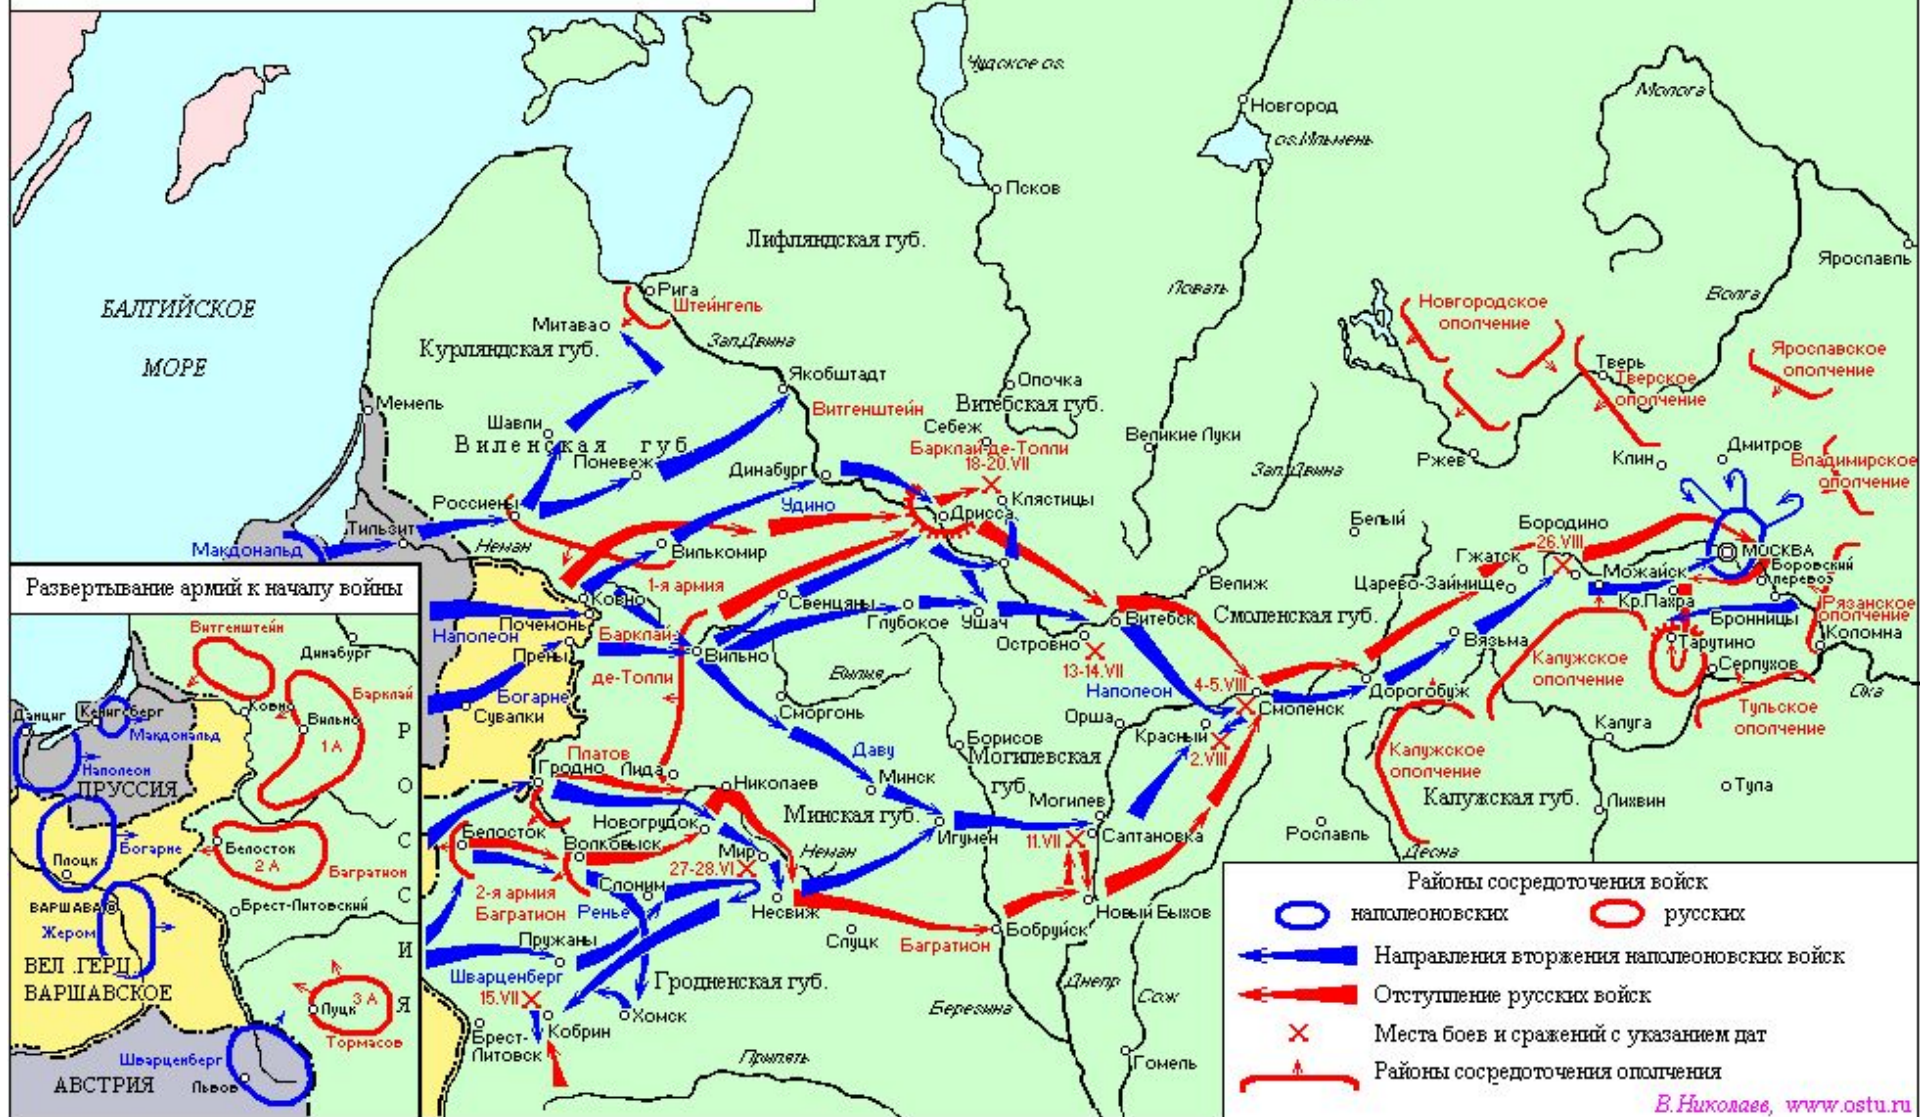 Чудское оз.
Новгород
оз.Ильмень
Псков
Молога
Ярославль
Волга
Ловать
Лифляндская губ.
БАЛТИЙСКОЕ
МОРЕ
Рига
Штейнгель
Митава
Курляндская губ.
Зап.Двина
Якобштадт
Мемель
Шавли
Виленская губ.
Поневеж
Витгенштейн
Динабург
Опочка
Витебская губ.
Себеж
Барклай-де-Толли
18-20.VII
Клястицы
Дрисса
Великие Луки
Зап.Двина
Новгородское
ополчение
Тверь
Тверское
ополчение
Ярославское
ополчение
Ржев
Клин
Дмитров
Владимирское
ополчение
Россиены
Тильзит
Макдональд
Неман
Удино
Вилькомир
1-я армия
Ковно
Почемонь
Наполеон
Прены
Барклай-
де-Толли
Богарне
Сувалки
Вильно
Свенцяны
Глубокое
Ушач
Вилия
Сморгонь
Островно
13-14.VII
Витебск
Велиж
Белый
Смоленская губ.
Бородино
26.VIII
Гжатск
Царево-Займище
Можайск
МОСКВА
Боровский
перевоз
Кр.Пахра
Бронницы
Рязанское
ополчение
Коломна
Тарутино
Серпухов
Вязьма
Калужское
ополчение
Ока
Тульское
ополчение
Наполеон
4-5.VIII
Смоленск
Дорогобуж
Орша
Красный
2.VIII
Калужское
ополчение
Калуга
Тула
Калужская губ.
Лихвин
Рославль
Десна
Платов
Гродно
Лида
Николаев
Даву
Минск
Борисов
Могилевская
губ.
Могилев
Салтановка
11.VII
Минская губ.
Игумен
Новогрудок
Белосток
Волковыск
Мир
27-28.VI
Неман
2-я армия
Багратион
Слоним
Ренье
Несвиж
Слуцк
Багратион
Бобруйск
Новый Быхов
Пружаны
Шварценберг
15.VII
Гродненская губ.
Хомск
Кобрин
Брест-
Литовск
Березина
Днепр
Сож
Припять
Гомель
Развертывание армий к началу войны
Витгенштейн
Динабург
Барклай
Данциг
Кенигсберг
Ковно
Вильно
Макдональд
1 А
Наполеон
ПРУССИЯ
РОССИЯ
Богарне
Плоцк
Белосток
2 А
Багратион
ВАРШАВА
Брест-Литовский
Жером
ВЕЛ .ГЕРЦ.
ВАРШАВСКОЕ
Луцк
3 А
Тормасов
Шварценберг
АВСТРИЯ
Львов
Районы сосредоточения войск
наполеоновских
русских
Направления вторжения наполеоновских войск
Отступление русских войск
Места боев и сражений с указанием дат
Районы сосредоточения ополчения
В.Николаев, www.ostu.ru